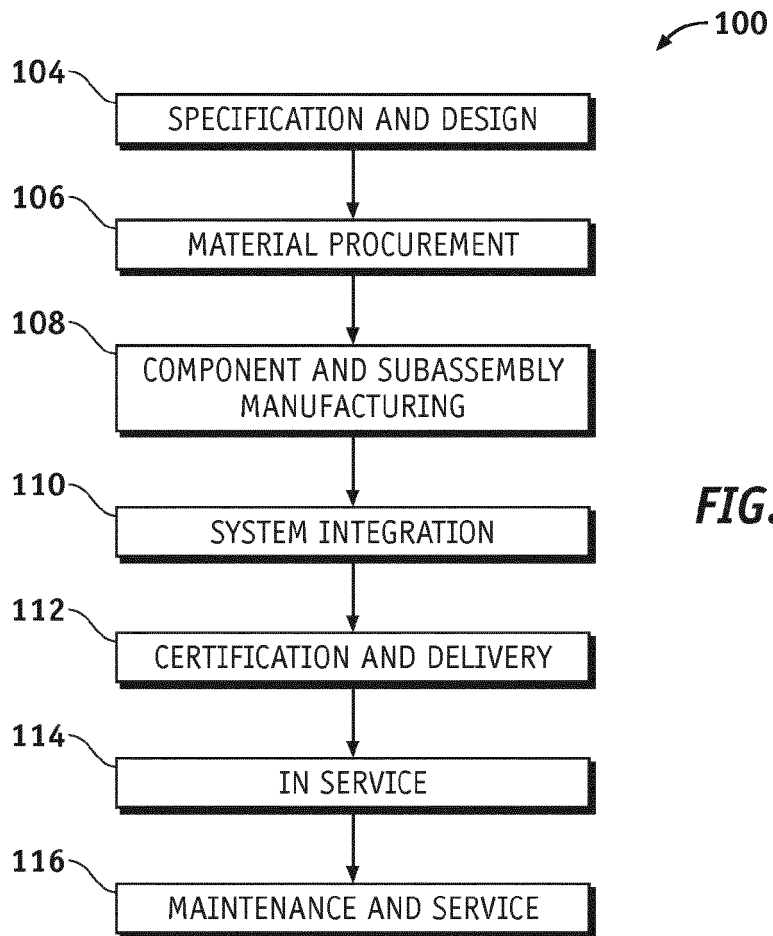 100
104
SPECIFICATION AND DESIGN
106
MATERIAL PROCUREMENT
108
COMPONENT AND SUBASSEMBLY
MANUFACTURING
110
SYSTEM INTEGRATION
FIG.
112
CERTIFICATION AND DELIVERY
114
IN SERVICE
116
MAINTENANCE AND SERVICE